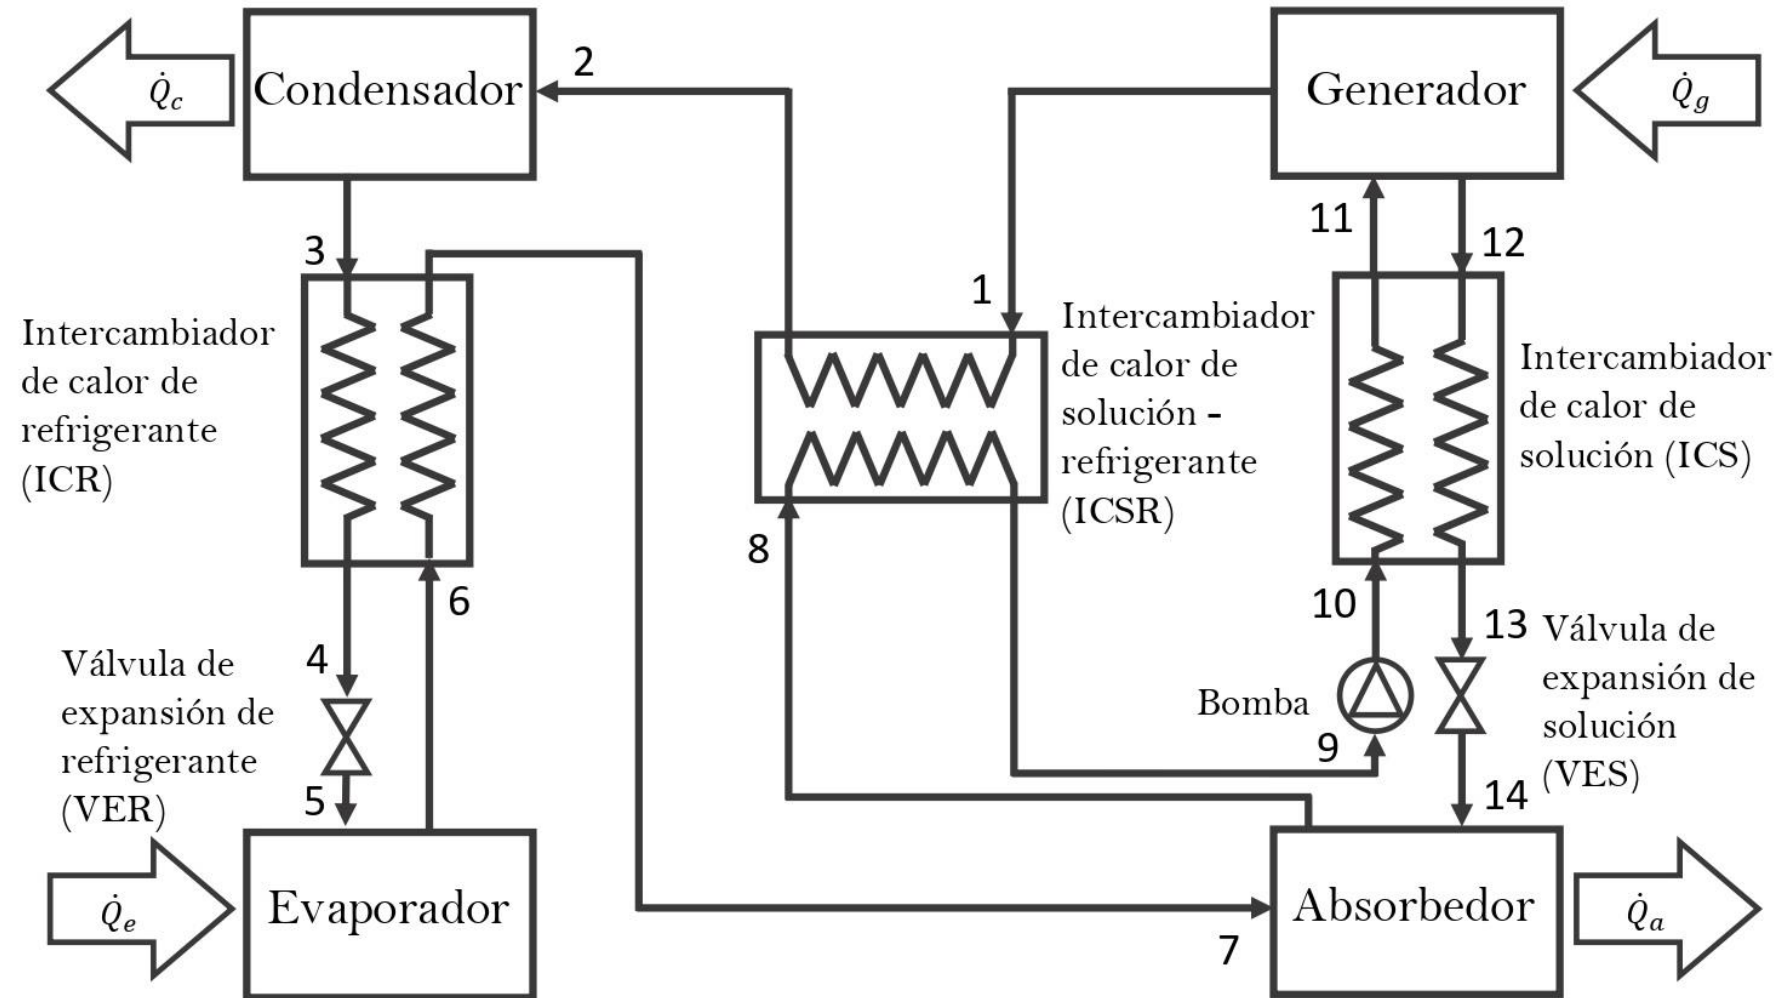 Q̇c
Condensador
2
Generador
Q̇g
11
12
3
1
Intercambiador
de calor de
refrigerante
(ICR)
Intercambiador
de calor de
solución –
refrigerante
(ICSR)
Intercambiador
de calor de
solución (ICS)
8
6
10
13
4
Válvula de
expansión de
refrigerante
(VER)
Bomba
9
Válvula de
expansión de
solución
(VES)
5
14
Q̇e
Evaporador
7
Absorbedor
Q̇a